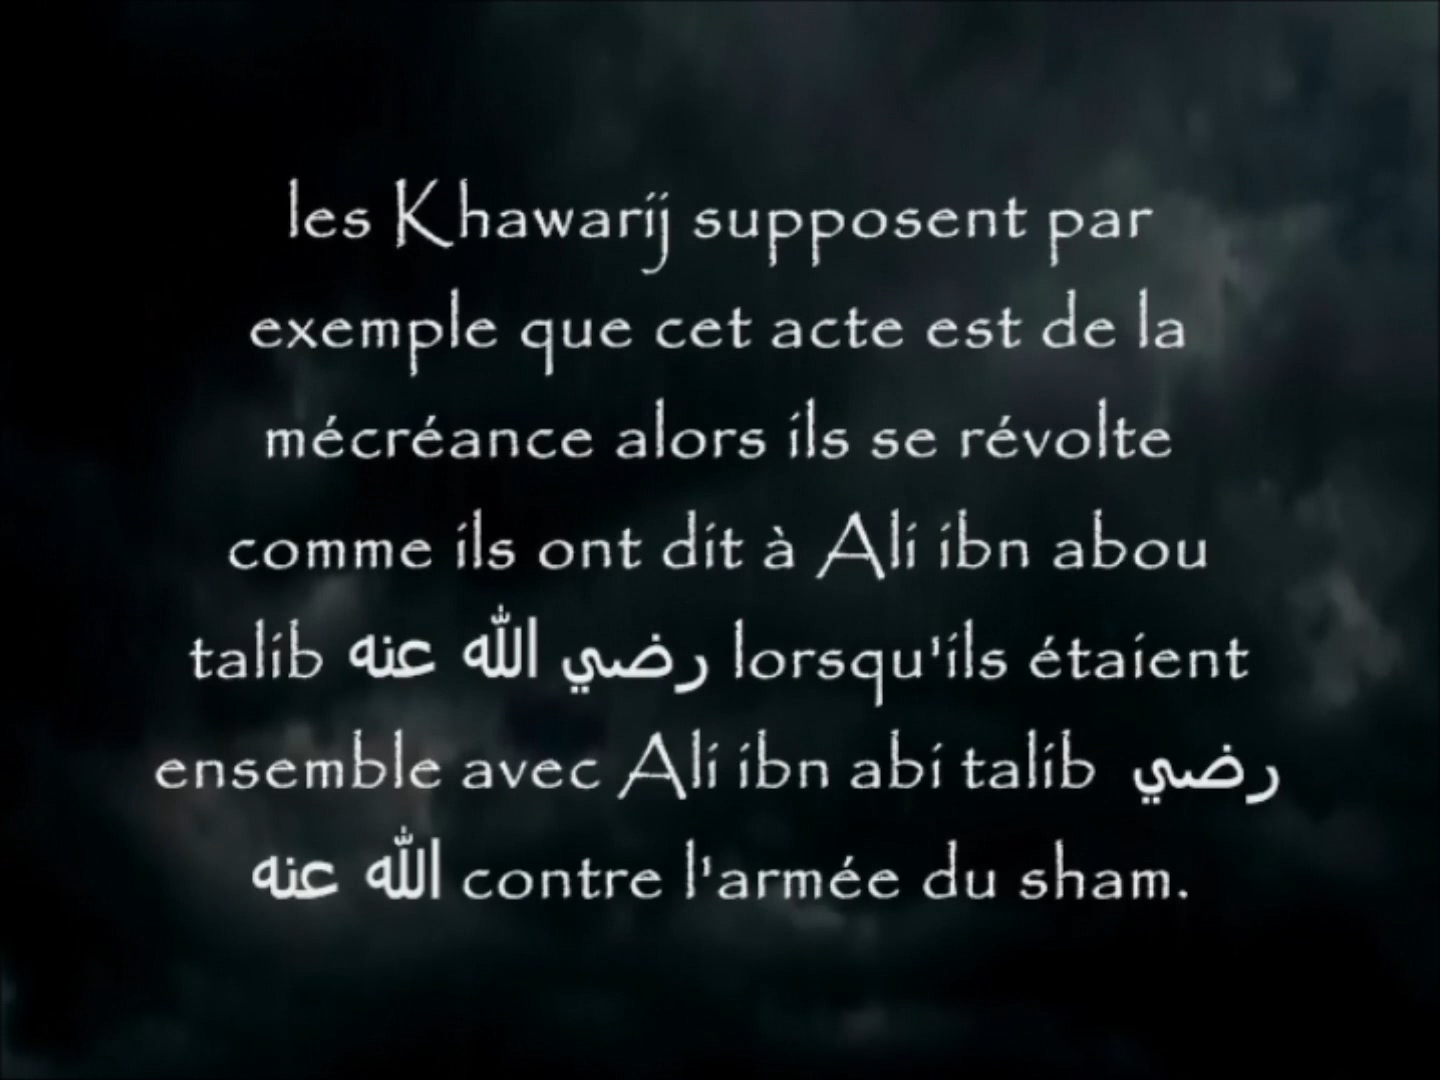 les Khawarij supposent par
exemple que cet acte est de la
mécréance alors ils se révolte
comme ils ont dit à Ali ibn abou
talib رضي الله عنه lorsqu'ils étaient
ensemble avec Ali ibn abi talib رضي
الله عنه contre l'armée du sham.